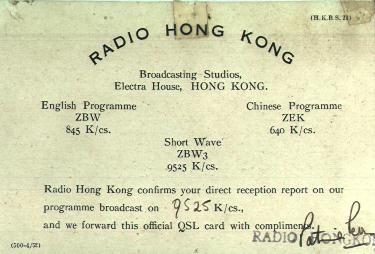 (H.K.B.S. 21)
RADIO HONG KONG
Broadcasting Studios,
Electra House, HONG KONG.
English Programme
ZBW
845 K/cs.
Chinese Programme
ZEK
640 K/cs.
Short Wave
ZBW3
9525 K/cs.
Radio Hong Kong confirms your direct reception report on our
programme broadcast on 9525 K/cs.,
and we forward this official QSL card with compliments.
RADIO HONGKONG